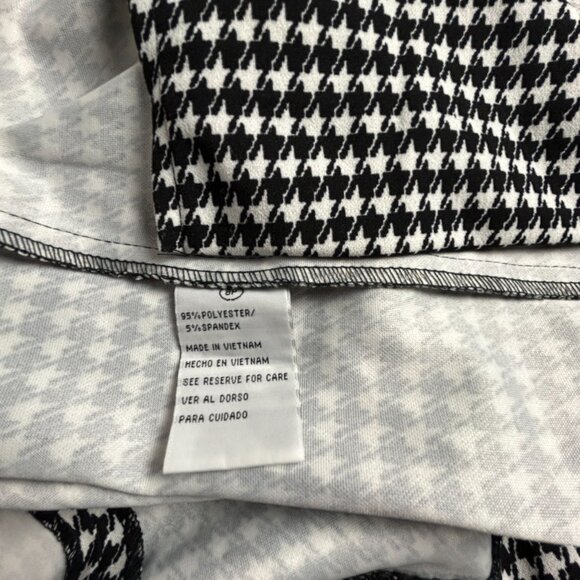 8P
95%POLYESTER/
5%SPANDEX
MADE IN VIETNAM
HECHO EN VIETNAM
SEE RESERVE FOR CARE
VER AL DORSO
PARA CUIDADO